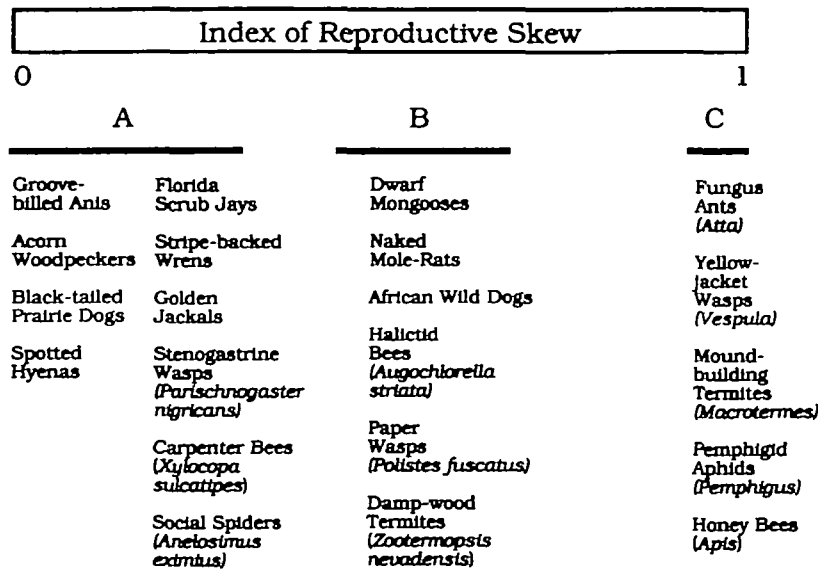 Index of Reproductive Skew
0 1
A B C
Groove-
billed Anis
Acorn
Woodpeckers
Black-tailed
Prairie Dogs
Spotted
Hyenas
Florida
Scrub Jays
Stripe-backed
Wrens
Golden
Jackals
Stenogastrine
Wasps
(Parischnogaster
nigricans)
Carpenter Bees
(Xylocopa
sulcatipes)
Social Spiders
(Anelosimus
eximius)
Dwarf
Mongooses
Naked
Mole-Rats
African Wild Dogs
Halictid
Bees
(Augochlorella
striata)
Paper
Wasps
(Polistes fuscatus)
Damp-wood
Termites
(Zootermopsis
nevadensis)
Fungus
Ants
(Atta)
Yellow-
jacket
Wasps
(Vespula)
Mound-
building
Termites
(Macrotermes)
Pemphigid
Aphids
(Pemphigus)
Honey Bees
(Apis)